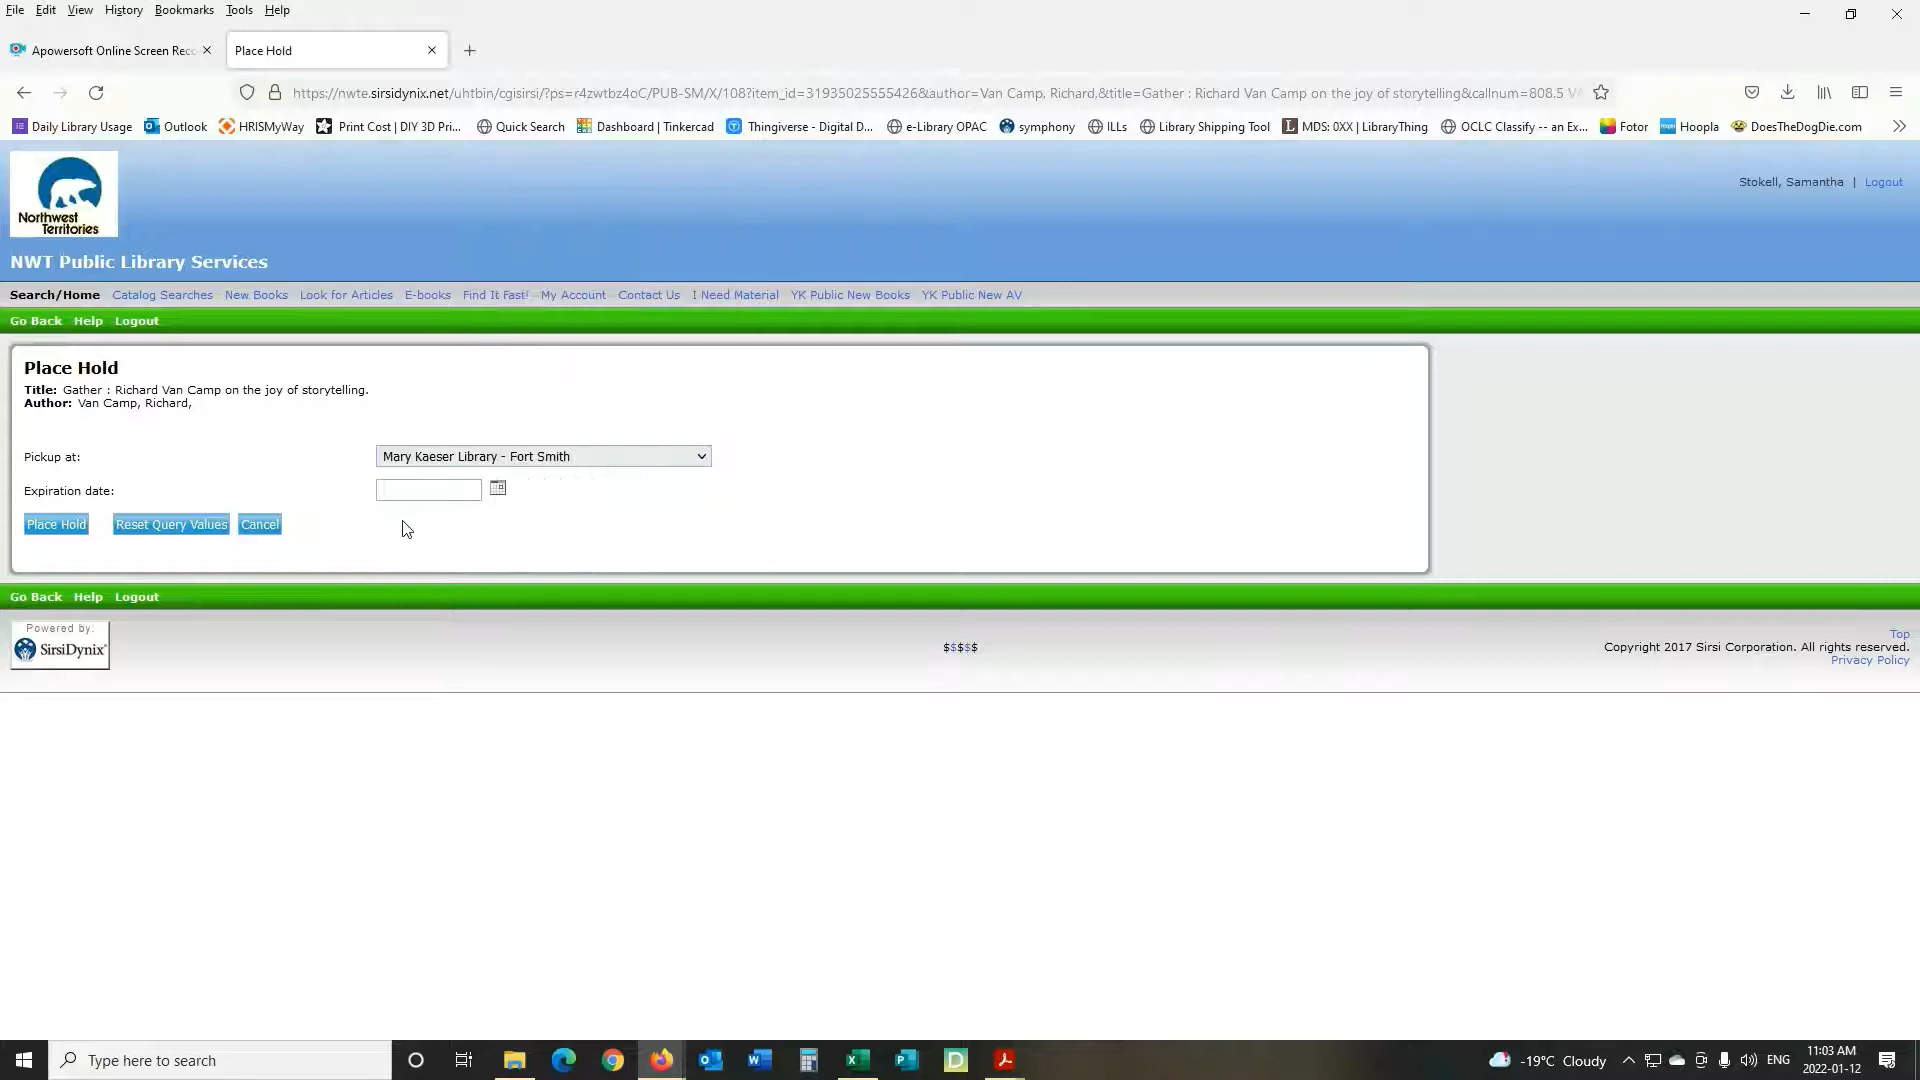 File Edit View History Bookmarks Tools Help
Apowersoft Online Screen Reco
Place Hold
https://nwte.sirsidynix.net/uhtbin/cgisirsi/?ps=r4zwtbz4oC/PUB-SM/X/108?item_id=31935025555426&author=Van Camp, Richard,&title=Gather : Richard Van Camp on the joy of storytelling&callnum=808.5 VA
Daily Library Usage Outlook HRISMyWay Print Cost | DIY 3D Pri... Quick Search Dashboard | Tinkercad Thingiverse - Digital D... e-Library OPAC symphony ILLs Library Shipping Tool MDS: 0XX | LibraryThing OCLC Classify -- an Ex... Fotor Hoopla DoesTheDogDie.com
Northwest
Territories
Stokell, Samantha | Logout
NWT Public Library Services
Search/Home Catalog Searches New Books Look for Articles E-books Find It Fast! My Account Contact Us I Need Material YK Public New Books YK Public New AV
Go Back Help Logout
Place Hold
Title: Gather : Richard Van Camp on the joy of storytelling.
Author: Van Camp, Richard,
Pickup at: Mary Kaeser Library - Fort Smith
Expiration date:
Place Hold Reset Query Values Cancel
Go Back Help Logout
Powered by:
SirsiDynix
$$$$$
Top
Copyright 2017 Sirsi Corporation. All rights reserved.
Privacy Policy
Type here to search
-19°C Cloudy
ENG
11:03 AM
2022-01-12